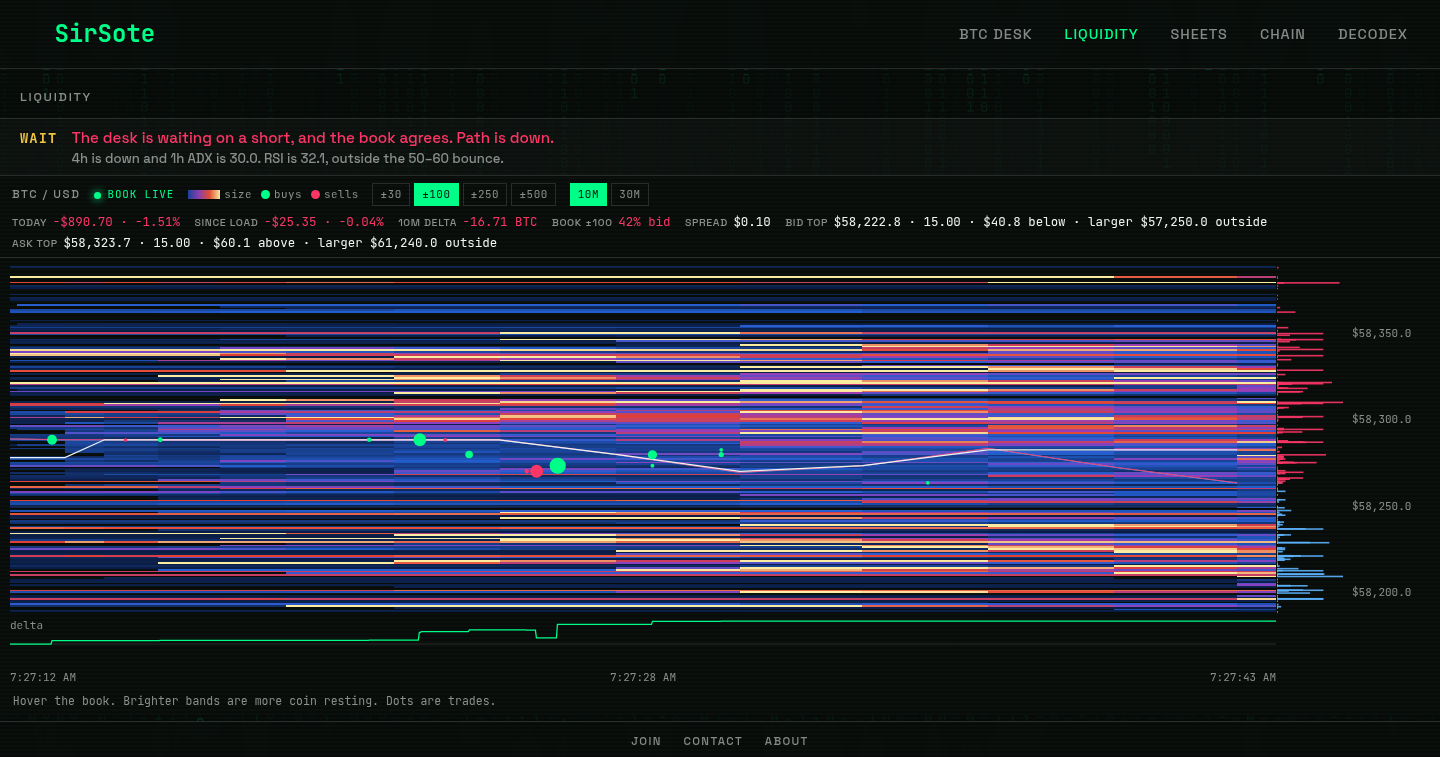 SirSote
BTC DESK LIQUIDITY SHEETS CHAIN DECODEX
LIQUIDITY
WAIT The desk is waiting on a short, and the book agrees. Path is down.
4h is down and 1h ADX is 30.0. RSI is 32.1, outside the 50–60 bounce.
BTC / USD BOOK LIVE size buys sells ±30 ±100 ±250 ±500 10M 30M
TODAY -$890.70 · -1.51% SINCE LOAD -$25.35 · -0.04% 10M DELTA -16.71 BTC BOOK ±100 42% bid SPREAD $0.10 BID TOP $58,222.8 · 15.00 · $40.8 below · larger $57,250.0 outside
ASK TOP $58,323.7 · 15.00 · $60.1 above · larger $61,240.0 outside
$58,350.0
$58,300.0
$58,250.0
$58,200.0
delta
7:27:12 AM 7:27:28 AM 7:27:43 AM
Hover the book. Brighter bands are more coin resting. Dots are trades.
JOIN CONTACT ABOUT